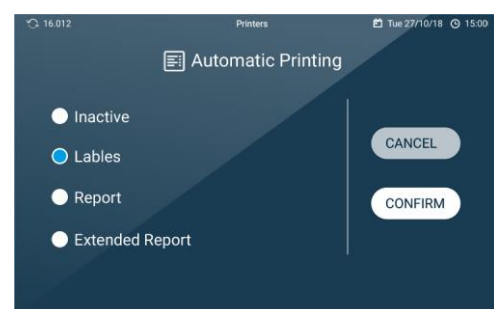 16.012 Printers Tue 27/10/18 15:00
Automatic Printing
Inactive
Lables
Report
Extended Report
CANCEL
CONFIRM